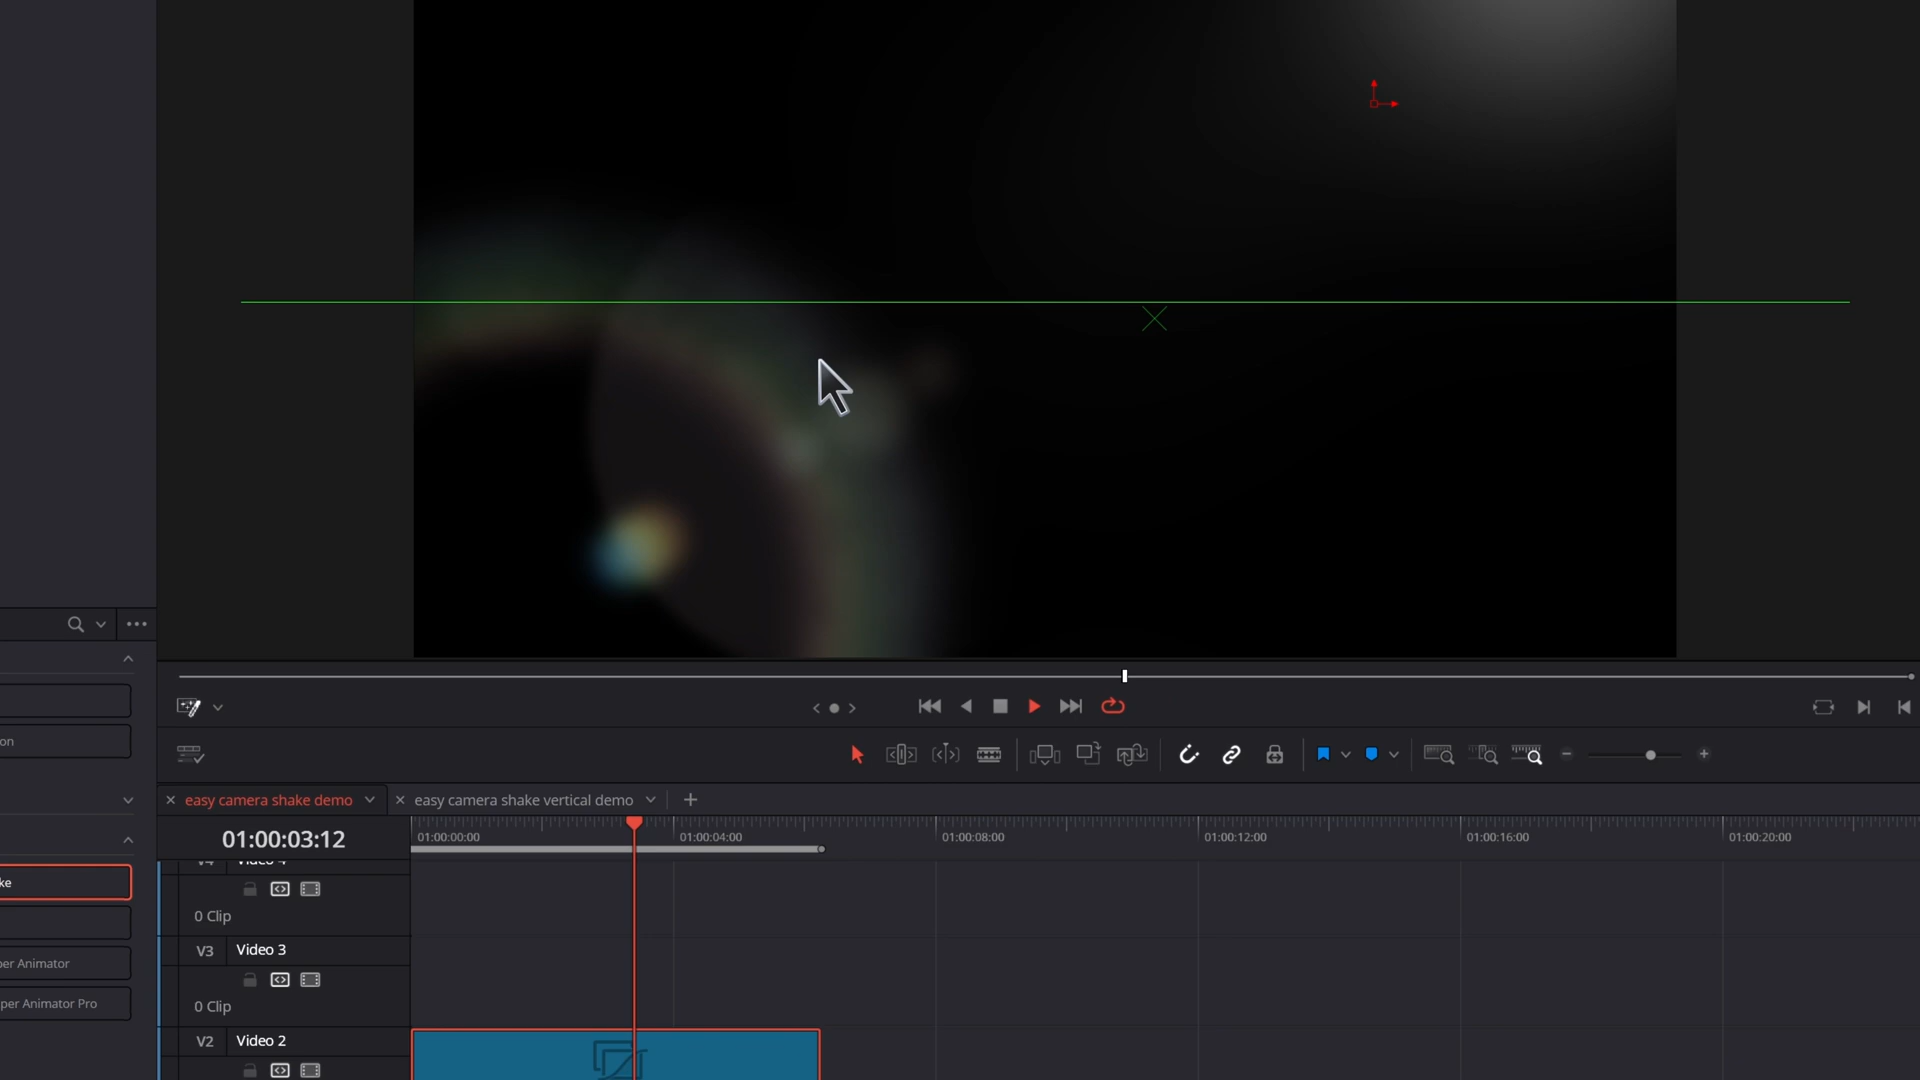 on
easy camera shake demo
easy camera shake vertical demo
01:00:03:12
01:00:00:00
01:00:04:00
01:00:08:00
01:00:12:00
01:00:16:00
01:00:20:00
V4 Video 4
0 Clip
V3 Video 3
0 Clip
V2 Video 2
ke
per Animator
per Animator Pro